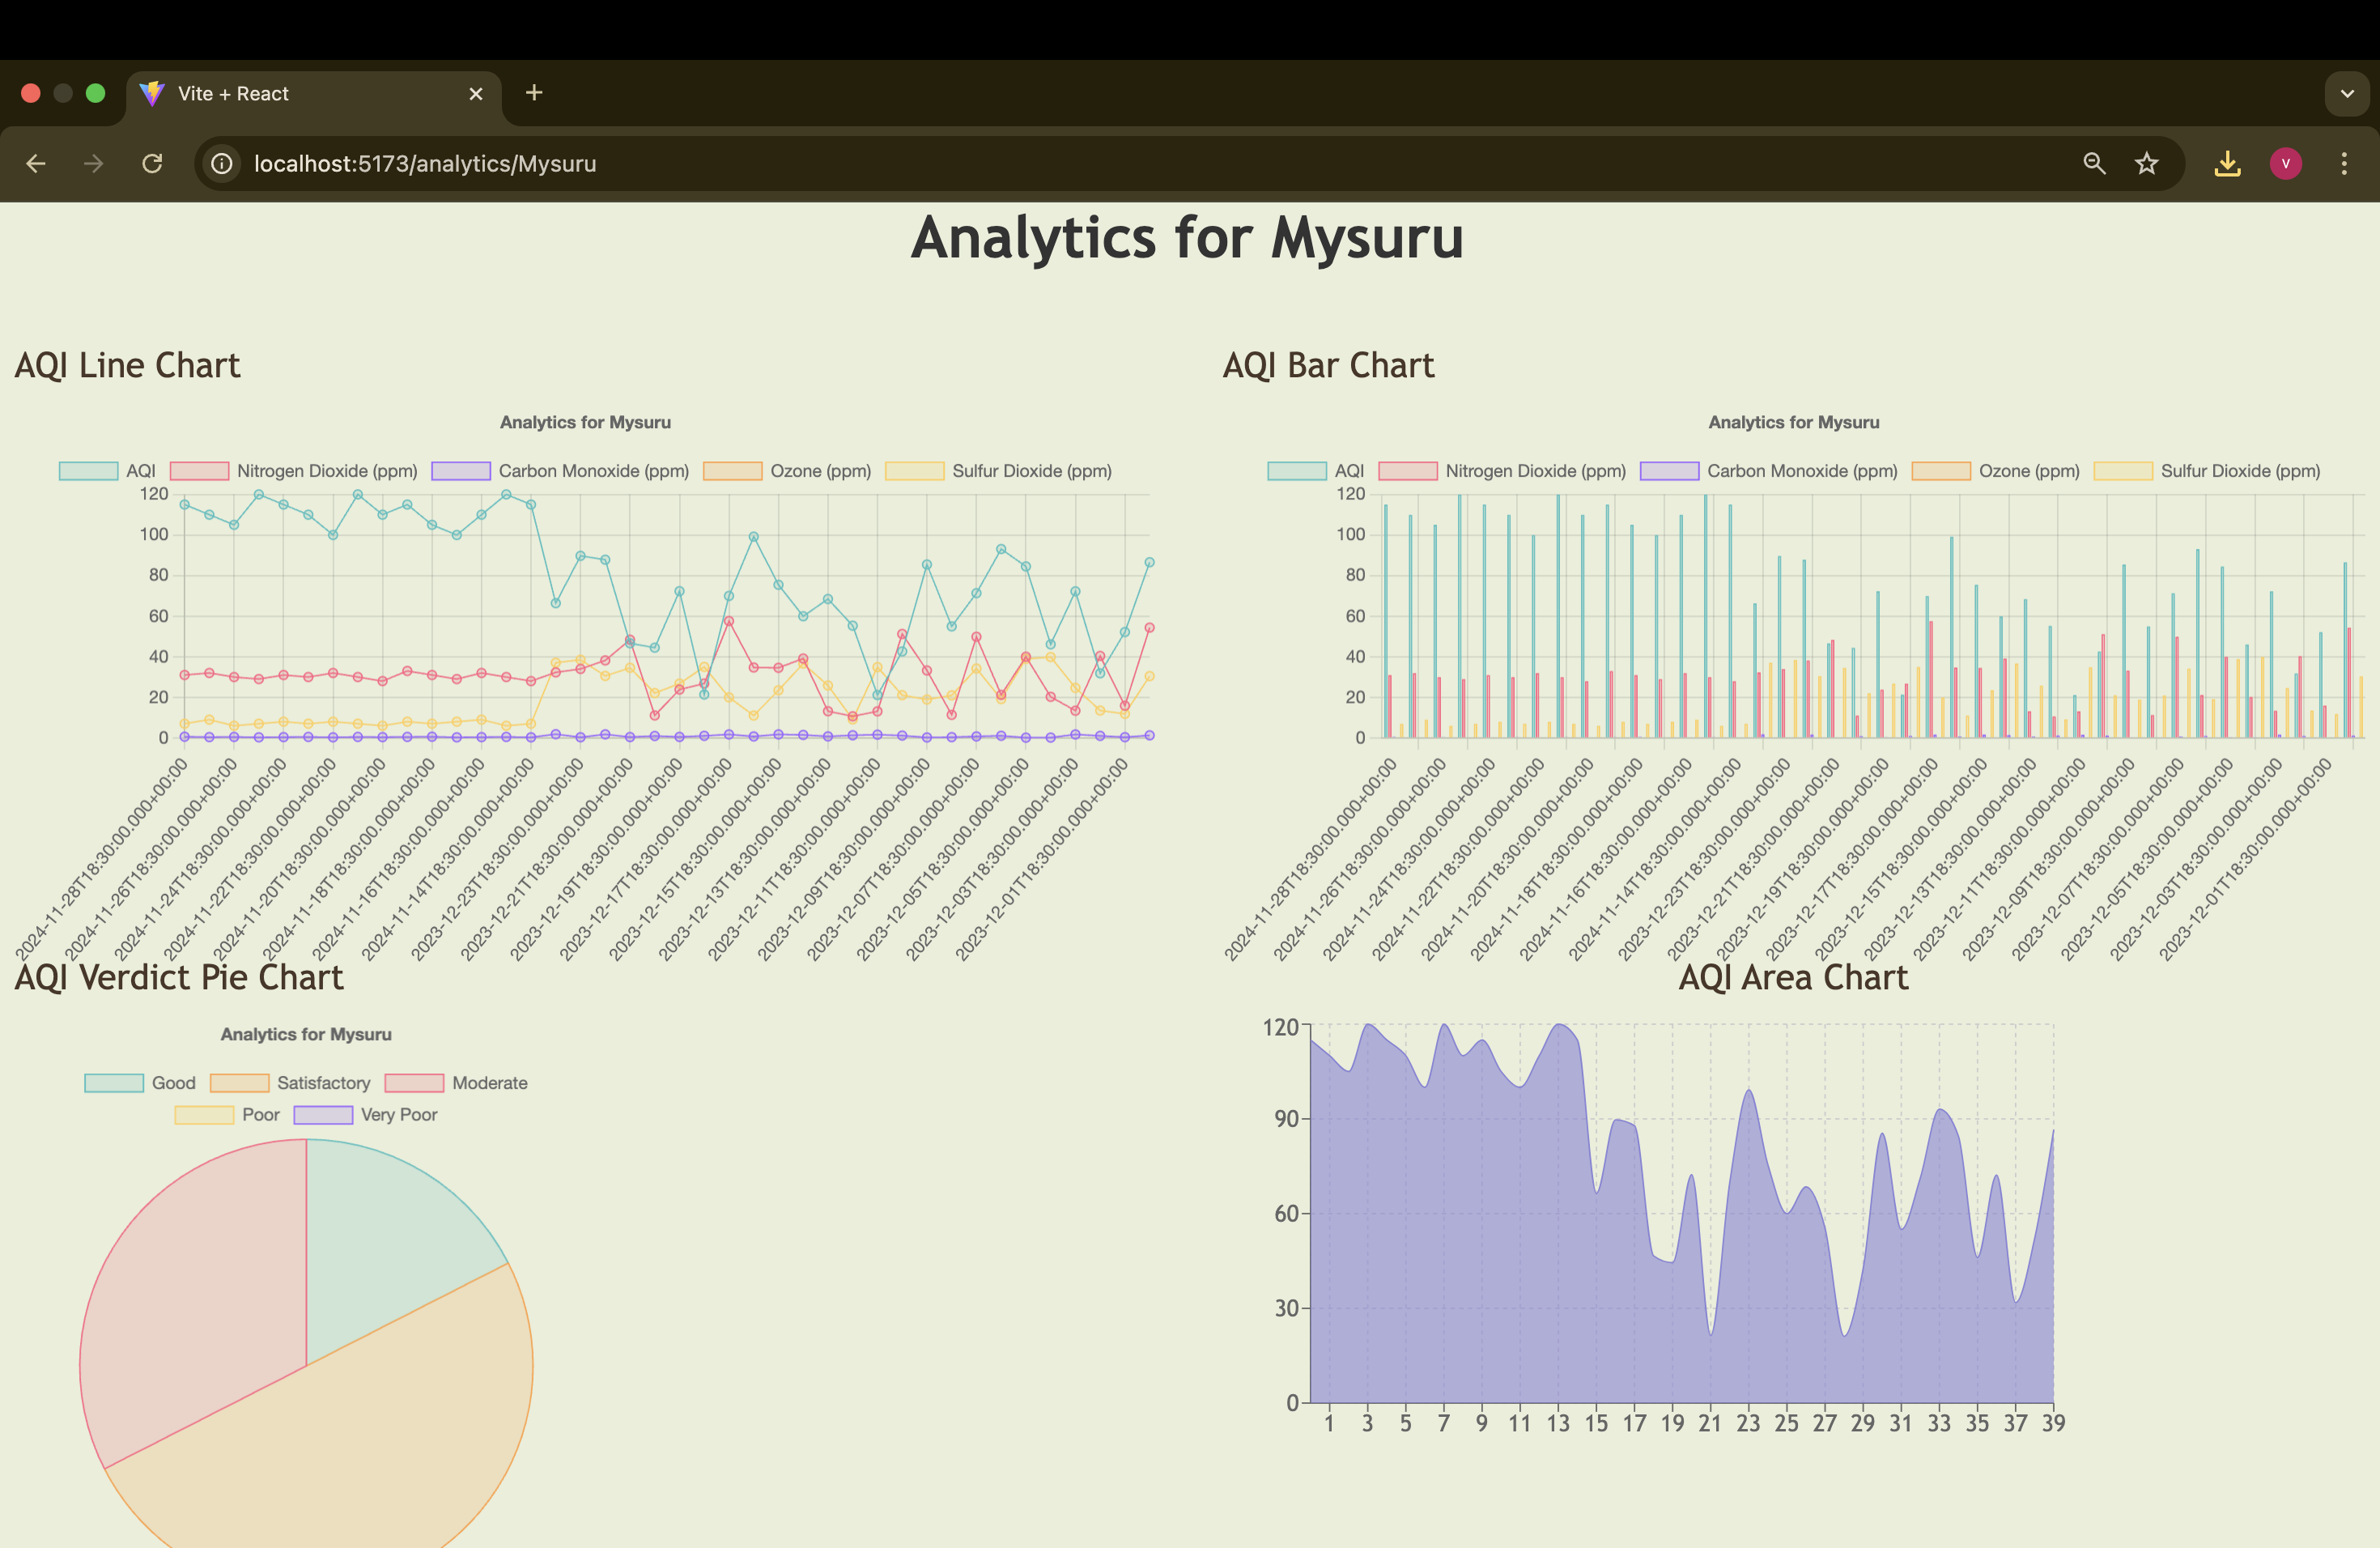 Vite + React
localhost:5173/analytics/Mysuru
V
Analytics for Mysuru
AQI Line Chart
Analytics for Mysuru
AQI Nitrogen Dioxide (ppm) Carbon Monoxide (ppm) Ozone (ppm) Sulfur Dioxide (ppm)
120
100
80
60
40
20
0
2024-11-28T18:30:00.000+00:00
2024-11-26T18:30:00.000+00:00
2024-11-24T18:30:00.000+00:00
2024-11-22T18:30:00.000+00:00
2024-11-20T18:30:00.000+00:00
2024-11-18T18:30:00.000+00:00
2024-11-16T18:30:00.000+00:00
2024-11-14T18:30:00.000+00:00
2023-12-23T18:30:00.000+00:00
2023-12-21T18:30:00.000+00:00
2023-12-19T18:30:00.000+00:00
2023-12-17T18:30:00.000+00:00
2023-12-15T18:30:00.000+00:00
2023-12-13T18:30:00.000+00:00
2023-12-11T18:30:00.000+00:00
2023-12-09T18:30:00.000+00:00
2023-12-07T18:30:00.000+00:00
2023-12-05T18:30:00.000+00:00
2023-12-03T18:30:00.000+00:00
2023-12-01T18:30:00.000+00:00
AQI Bar Chart
Analytics for Mysuru
AQI Nitrogen Dioxide (ppm) Carbon Monoxide (ppm) Ozone (ppm) Sulfur Dioxide (ppm)
120
100
80
60
40
20
0
2024-11-28T18:30:00.000+00:00
2024-11-26T18:30:00.000+00:00
2024-11-24T18:30:00.000+00:00
2024-11-22T18:30:00.000+00:00
2024-11-20T18:30:00.000+00:00
2024-11-18T18:30:00.000+00:00
2024-11-16T18:30:00.000+00:00
2024-11-14T18:30:00.000+00:00
2023-12-23T18:30:00.000+00:00
2023-12-21T18:30:00.000+00:00
2023-12-19T18:30:00.000+00:00
2023-12-17T18:30:00.000+00:00
2023-12-15T18:30:00.000+00:00
2023-12-13T18:30:00.000+00:00
2023-12-11T18:30:00.000+00:00
2023-12-09T18:30:00.000+00:00
2023-12-07T18:30:00.000+00:00
2023-12-05T18:30:00.000+00:00
2023-12-03T18:30:00.000+00:00
2023-12-01T18:30:00.000+00:00
AQI Verdict Pie Chart
Analytics for Mysuru
Good Satisfactory Moderate
Poor Very Poor
AQI Area Chart
120
90
60
30
0
1 3 5 7 9 11 13 15 17 19 21 23 25 27 29 31 33 35 37 39